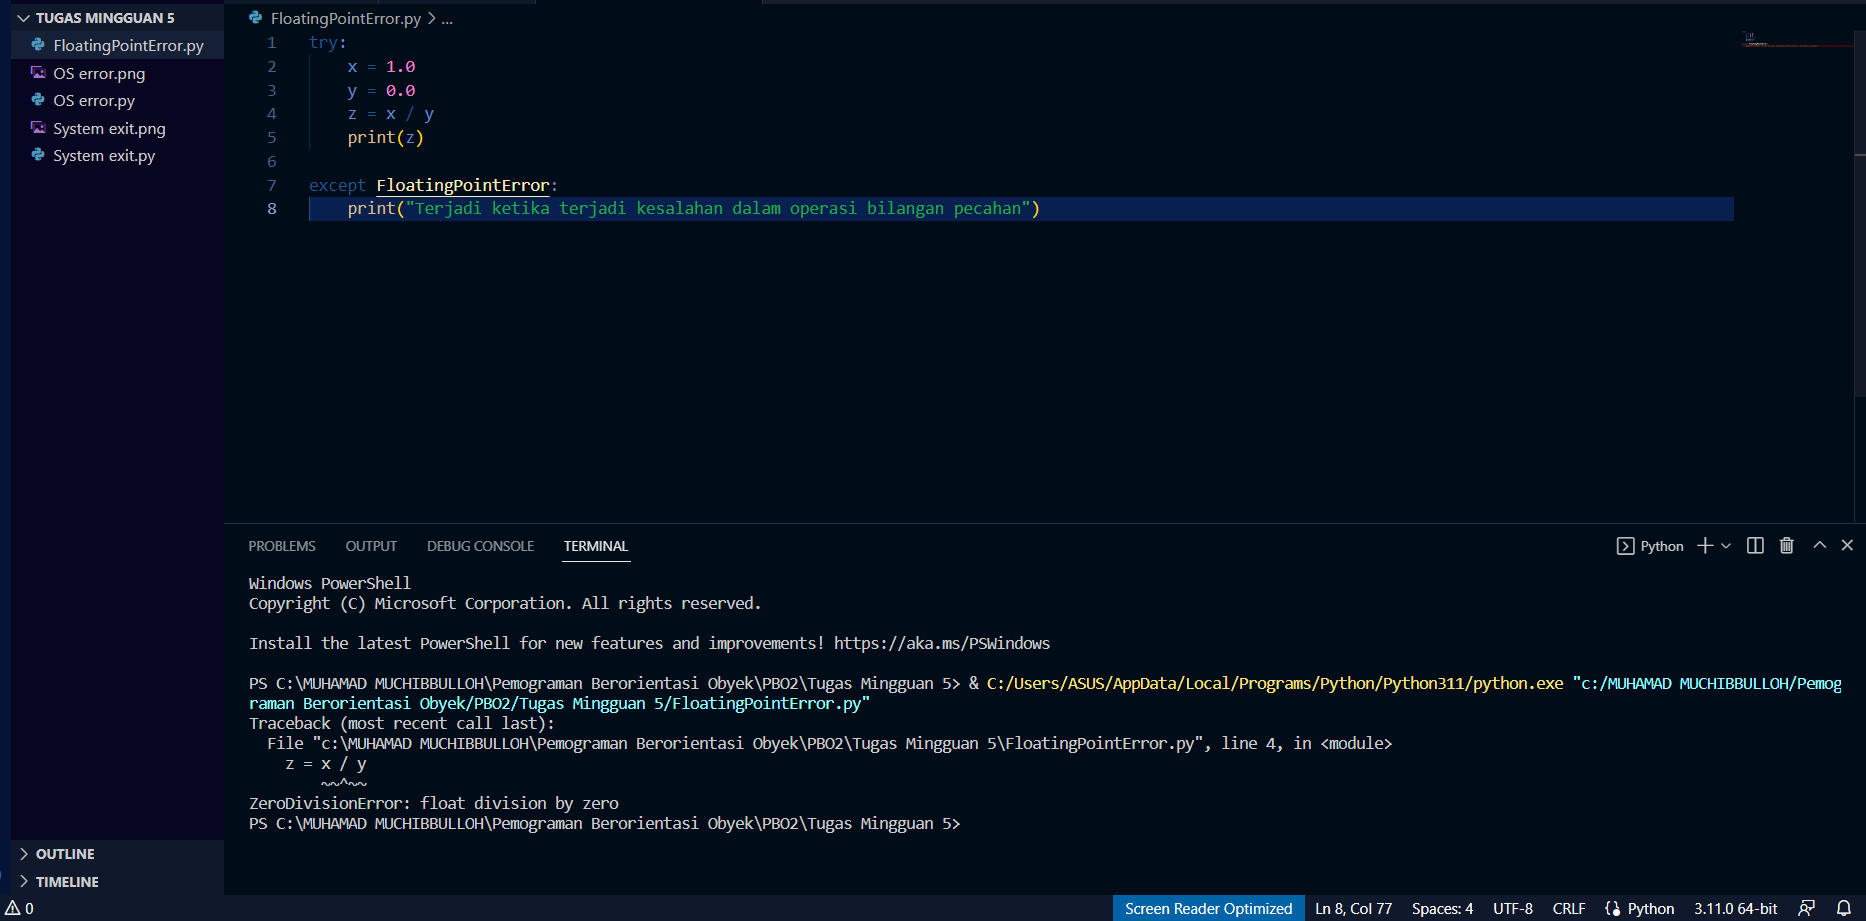 TUGAS MINGGUAN 5
FloatingPointError.py
OS error.png
OS error.py
System exit.png
System exit.py
FloatingPointError.py > ...
1 try:
2     x = 1.0
3     y = 0.0
4     z = x / y
5     print(z)
6
7 except FloatingPointError:
8     print("Terjadi ketika terjadi kesalahan dalam operasi bilangan pecahan")
PROBLEMS OUTPUT DEBUG CONSOLE TERMINAL Python
Windows PowerShell
Copyright (C) Microsoft Corporation. All rights reserved.
Install the latest PowerShell for new features and improvements! https://aka.ms/PSWindows
PS C:\MUHAMAD MUCHIBBULLOH\Pemograman Berorientasi Obyek\PBO2\Tugas Mingguan 5> & C:/Users/ASUS/AppData/Local/Programs/Python/Python311/python.exe "c:/MUHAMAD MUCHIBBULLOH/Pemog
raman Berorientasi Obyek/PBO2/Tugas Mingguan 5/FloatingPointError.py"
Traceback (most recent call last):
  File "c:\MUHAMAD MUCHIBBULLOH\Pemograman Berorientasi Obyek\PBO2\Tugas Mingguan 5\FloatingPointError.py", line 4, in <module>
    z = x / y
        ~~^~~
ZeroDivisionError: float division by zero
PS C:\MUHAMAD MUCHIBBULLOH\Pemograman Berorientasi Obyek\PBO2\Tugas Mingguan 5>
OUTLINE
TIMELINE
0 Screen Reader Optimized Ln 8, Col 77 Spaces: 4 UTF-8 CRLF Python 3.11.0 64-bit